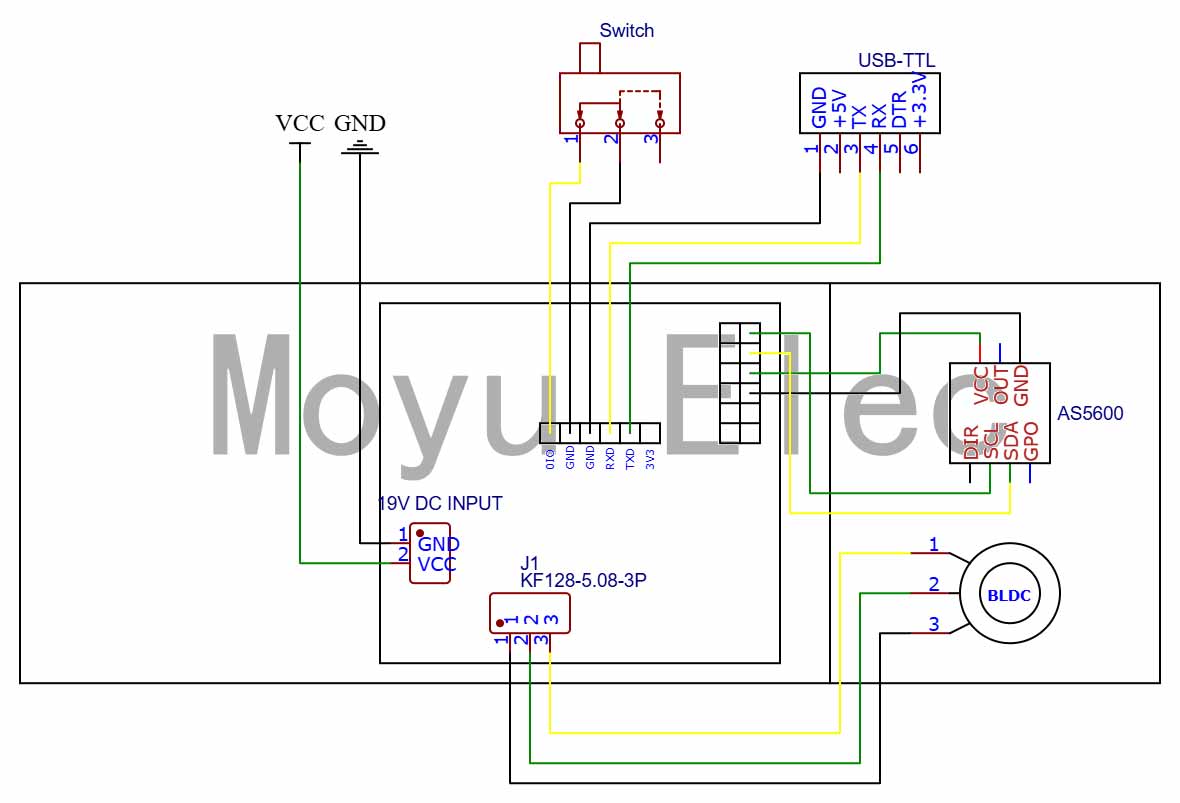 Switch
USB-TTL
VCC GND
GND
+5V
TX
RX
DTR
+3.3V
1
2
3
1
2
3
4
5
6
Moyu Elec
VCC
OUT
GND
AS5600
DIR
SCL
SDA
GPO
0IO
GND
GND
RXD
TXD
3V3
19V DC INPUT
1
GND
2
VCC
J1
KF128-5.08-3P
1
2
3
1
2
3
1
2
3
BLDC